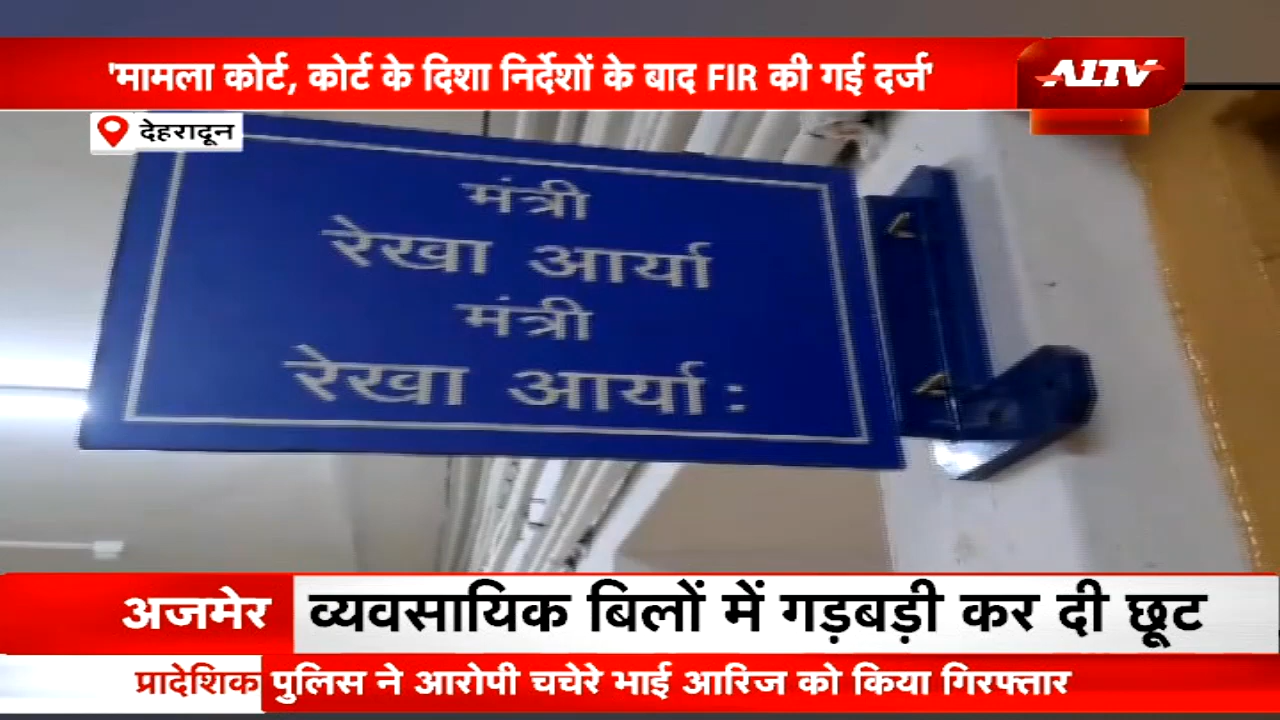 'मामला कोर्ट, कोर्ट के दिशा निर्देशों के बाद FIR की गई दर्ज'
ALTV
देहरादून
मंत्री
रेखा आर्या
मंत्री
रेखा आर्या :
अजमेर व्यवसायिक बिलों में गड़बड़ी कर दी छूट
प्रादेशिक पुलिस ने आरोपी चचेरे भाई आरिज को किया गिरफ्तार